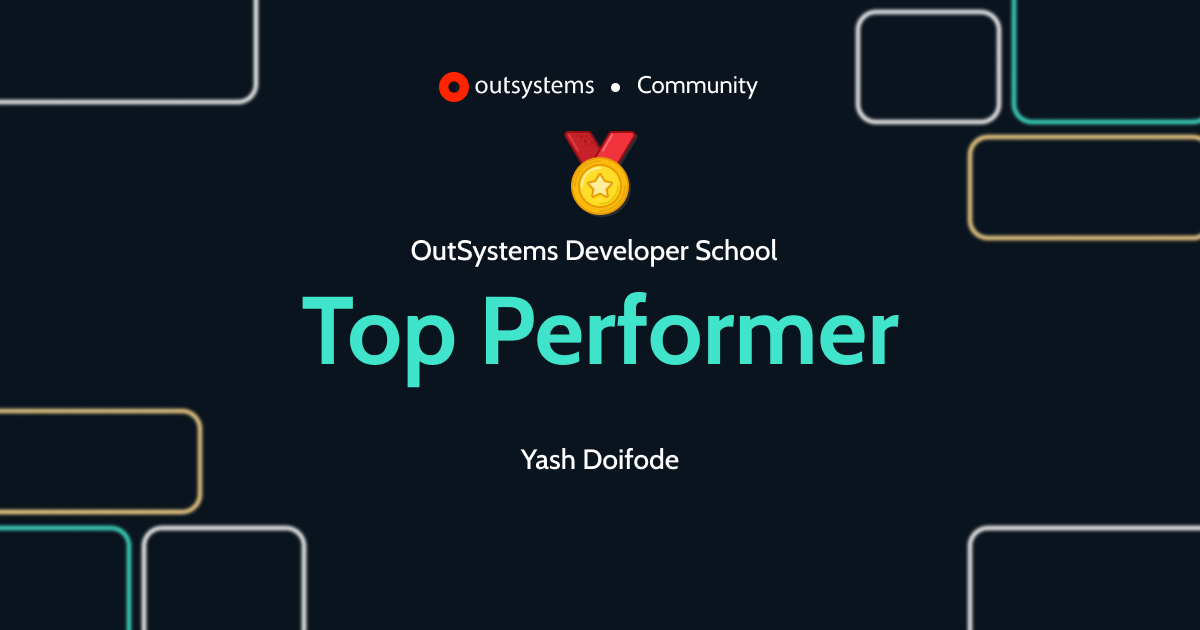 outsystems • Community
OutSystems Developer School
Top Performer
Yash Doifode